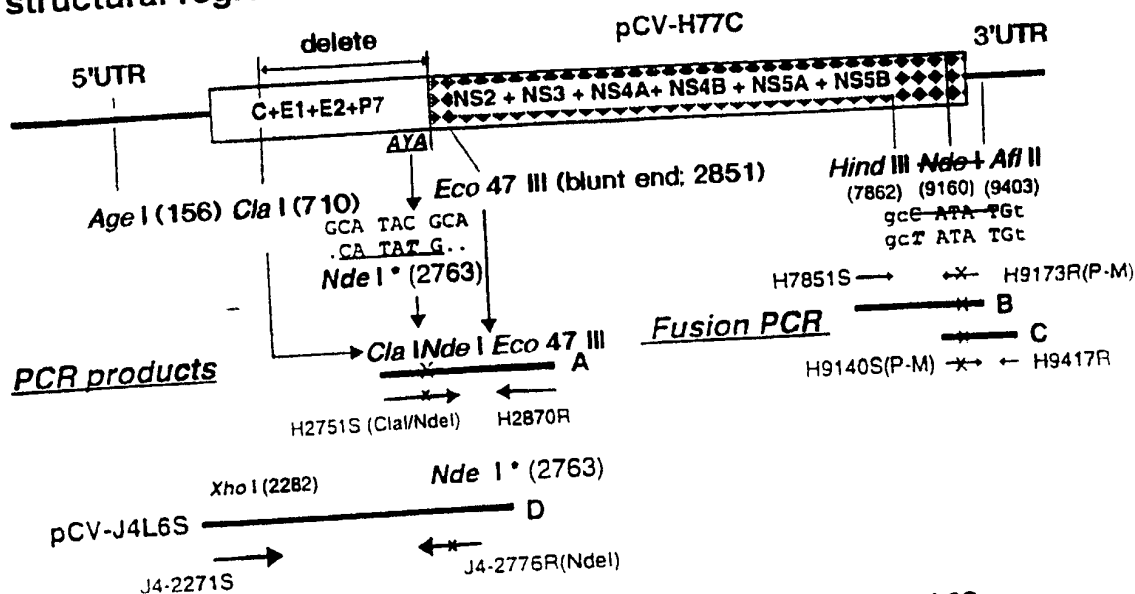 structural reg
pCV-H77C
delete
3'UTR
5'UTR
C+E1+E2+P7
NS2 + NS3 + NS4A+ NS4B + NS5A + NS5B
AYA
Eco 47 III (blunt end; 2851)
Hind III Nde I Afl II
(7862) (9160) (9403)
Age I (156) Cla I (710)
GCA TAC GCA
.CA TAT G..
gcC ATA TGt
gcT ATA TGt
Nde I * (2763)
H7851S
H9173R(P-M)
B
Fusion PCR
C
Cla I Nde I Eco 47 III
PCR products
A
H9140S(P-M)
H9417R
H2751S (ClaI/NdeI)
H2870R
Xho I (2282)
Nde I * (2763)
pCV-J4L6S
D
J4-2271S
J4-2776R(NdeI)